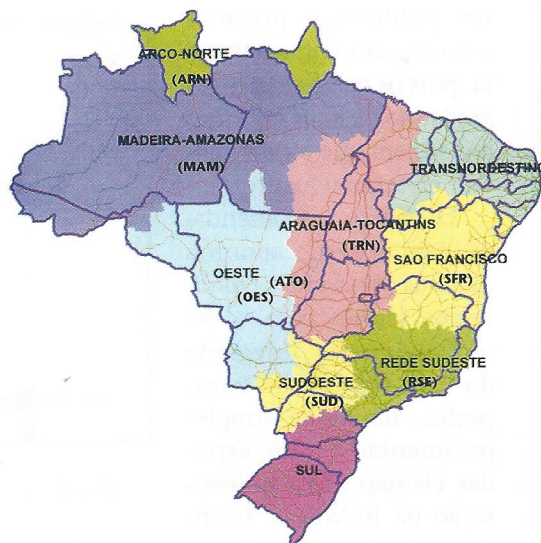 ARCO-NORTE
(ARN)
MADEIRA-AMAZONAS
(MAM)
TRANSNORDESTINO
ARAGUAIA-TOCANTINS
(TRN)
SAO FRANCISCO
(SFR)
OESTE
(ATO)
(OES)
REDE SUDESTE
(RSE)
SUDOESTE
(SUD)
SUL